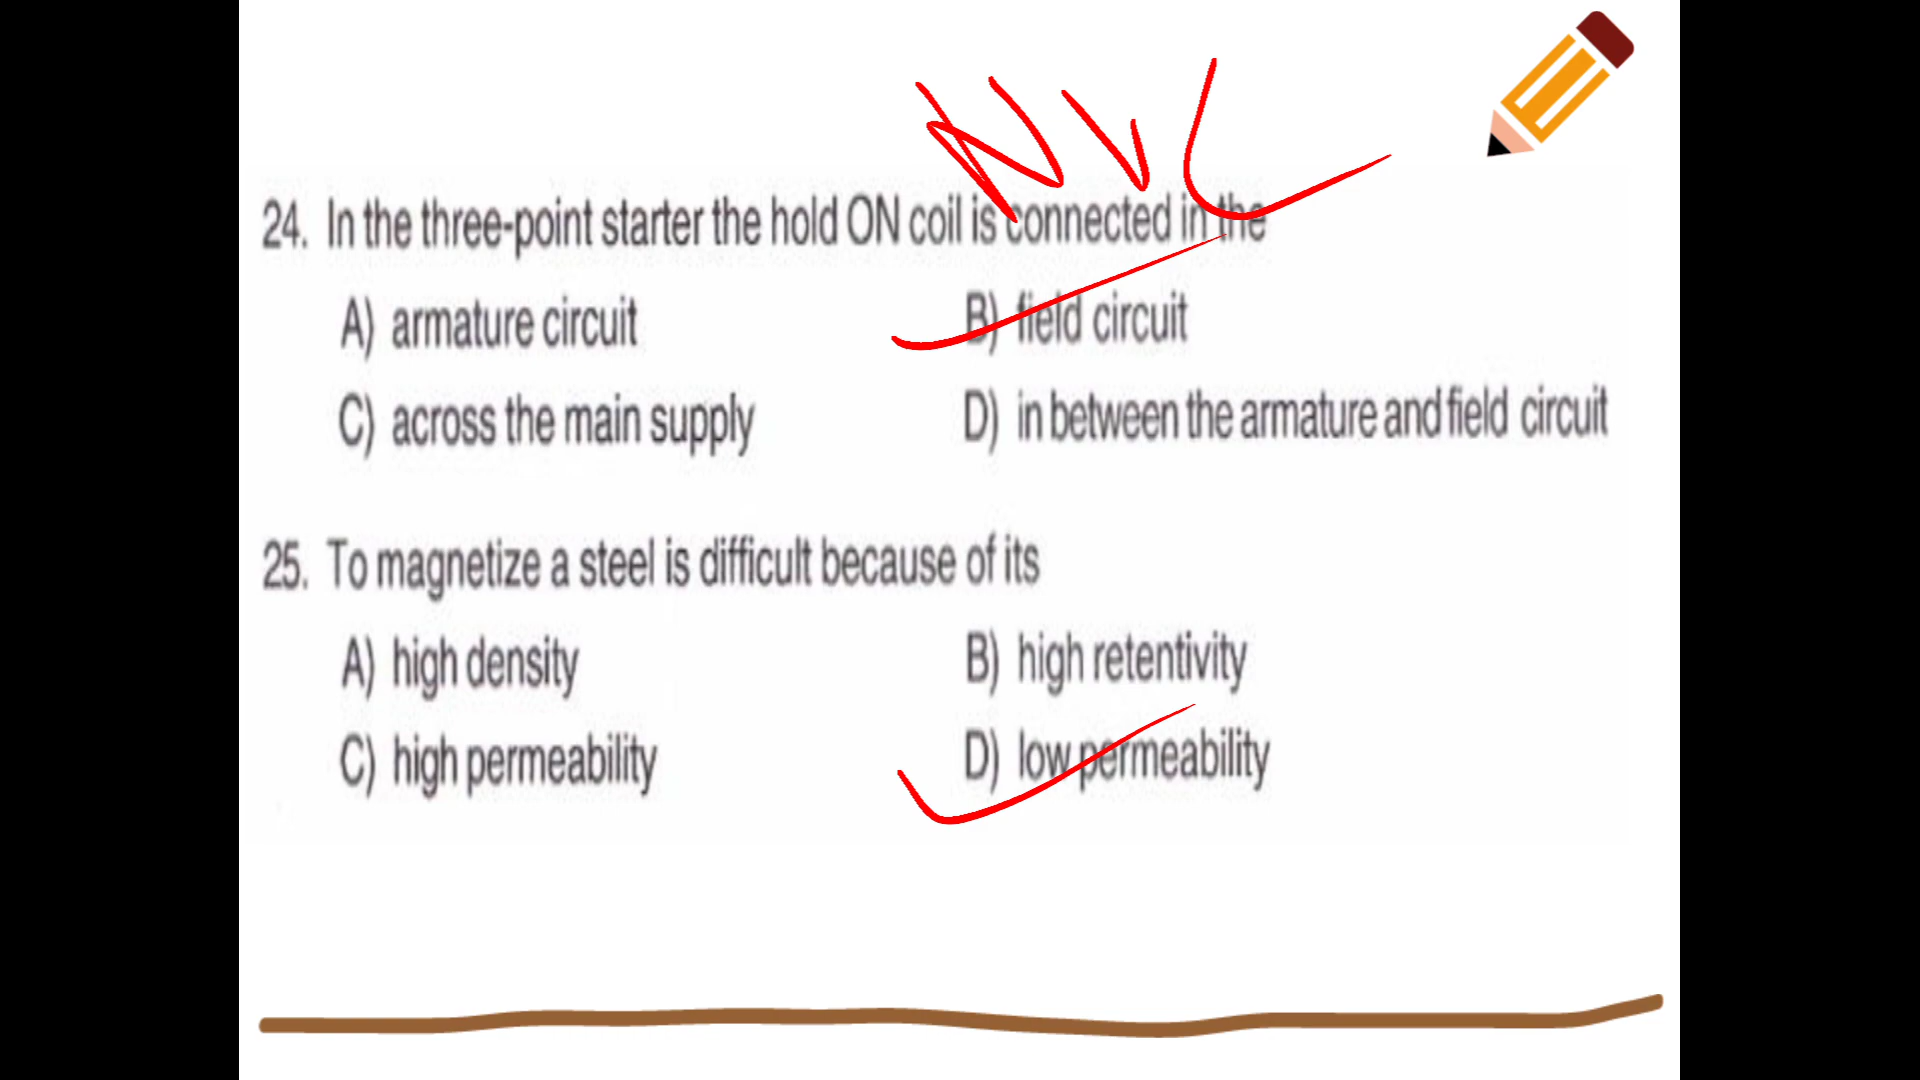 NVC
24. In the three-point starter the hold ON coil is connected in the
A) armature circuit B) field circuit
C) across the main supply D) in between the armature and field circuit
25. To magnetize a steel is difficult because of its
A) high density B) high retentivity
C) high permeability D) low permeability